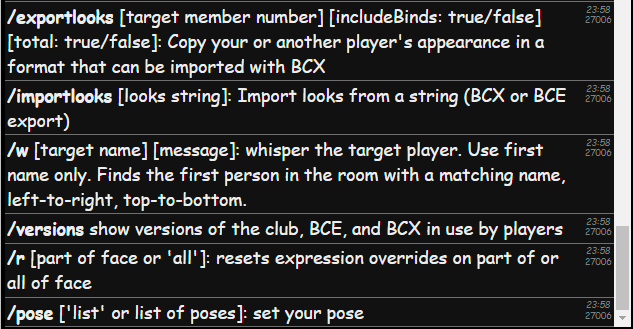 /exportlooks [target member number] [includeBinds: true/false] 23:58
[total: true/false]: Copy your or another player's appearance in a 27006
format that can be imported with BCX
/importlooks [looks string]: Import looks from a string (BCX or BCE 23:58
export) 27006
/w [target name] [message]: whisper the target player. Use first 23:58
name only. Finds the first person in the room with a matching name, 27006
left-to-right, top-to-bottom.
/versions show versions of the club, BCE, and BCX in use by players 23:58
27006
/r [part of face or 'all']: resets expression overrides on part of or 23:58
all of face 27006
/pose ['list' or list of poses]: set your pose 23:58
27006